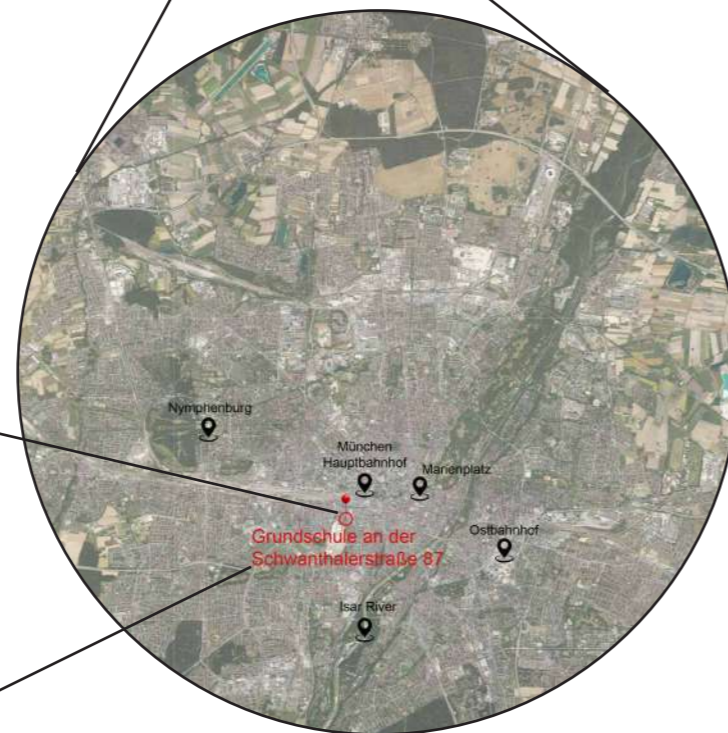 Nymphenburg
München
Hauptbahnhof
Marienplatz
Grundschule an der
Schwanthalerstraße 87
Ostbahnhof
Isar River